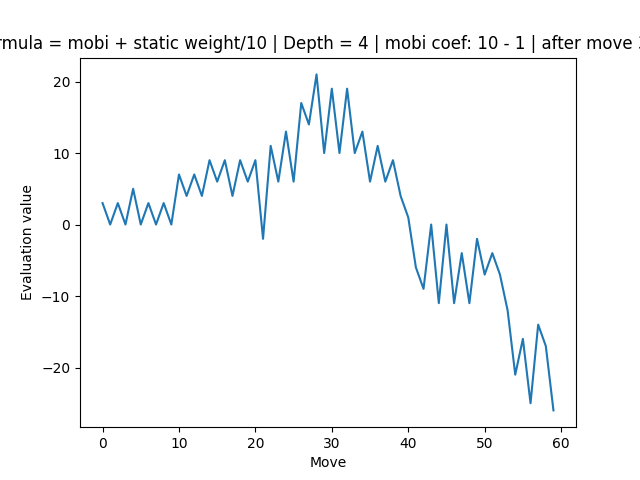 rmula = mobi + static weight/10 | Depth = 4 | mobi coef: 10 - 1 | after move
Evaluation value
20
10
0
−10
−20
0 10 20 30 40 50 60
Move